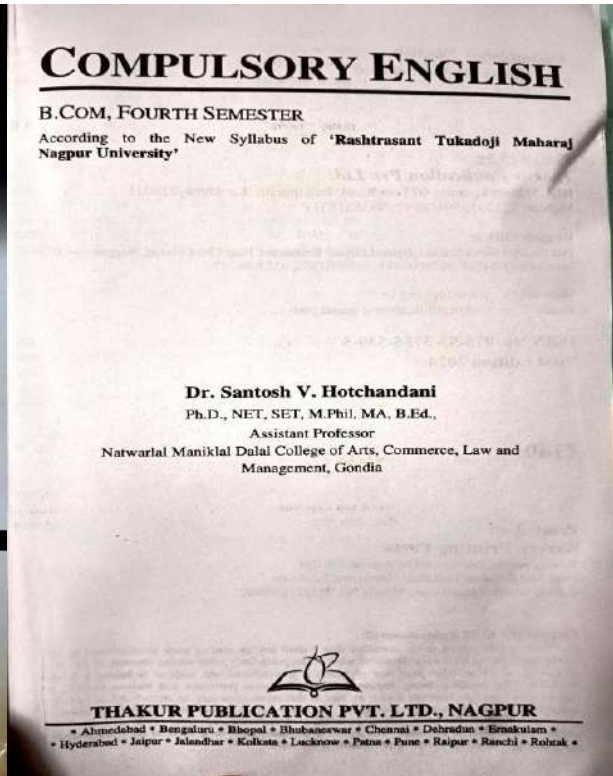 COMPULSORY ENGLISH
B.COM, FOURTH SEMESTER
According to the New Syllabus of ‘Rashtrasant Tukadoji Maharaj
Nagpur University’
Dr. Santosh V. Hotchandani
Ph.D., NET, SET, M.Phil, MA, B.Ed.,
Assistant Professor
Natwarlal Maniklal Dalal College of Arts, Commerce, Law and
Management, Gondia
THAKUR PUBLICATION PVT. LTD., NAGPUR
• Ahmedabad • Bengaluru • Bhopal • Bhubaneswar • Chennai • Dehradun • Ernakulam •
• Hyderabad • Jaipur • Jalandhar • Kolkata • Lucknow • Patna • Pune • Raipur • Ranchi • Rohtak •